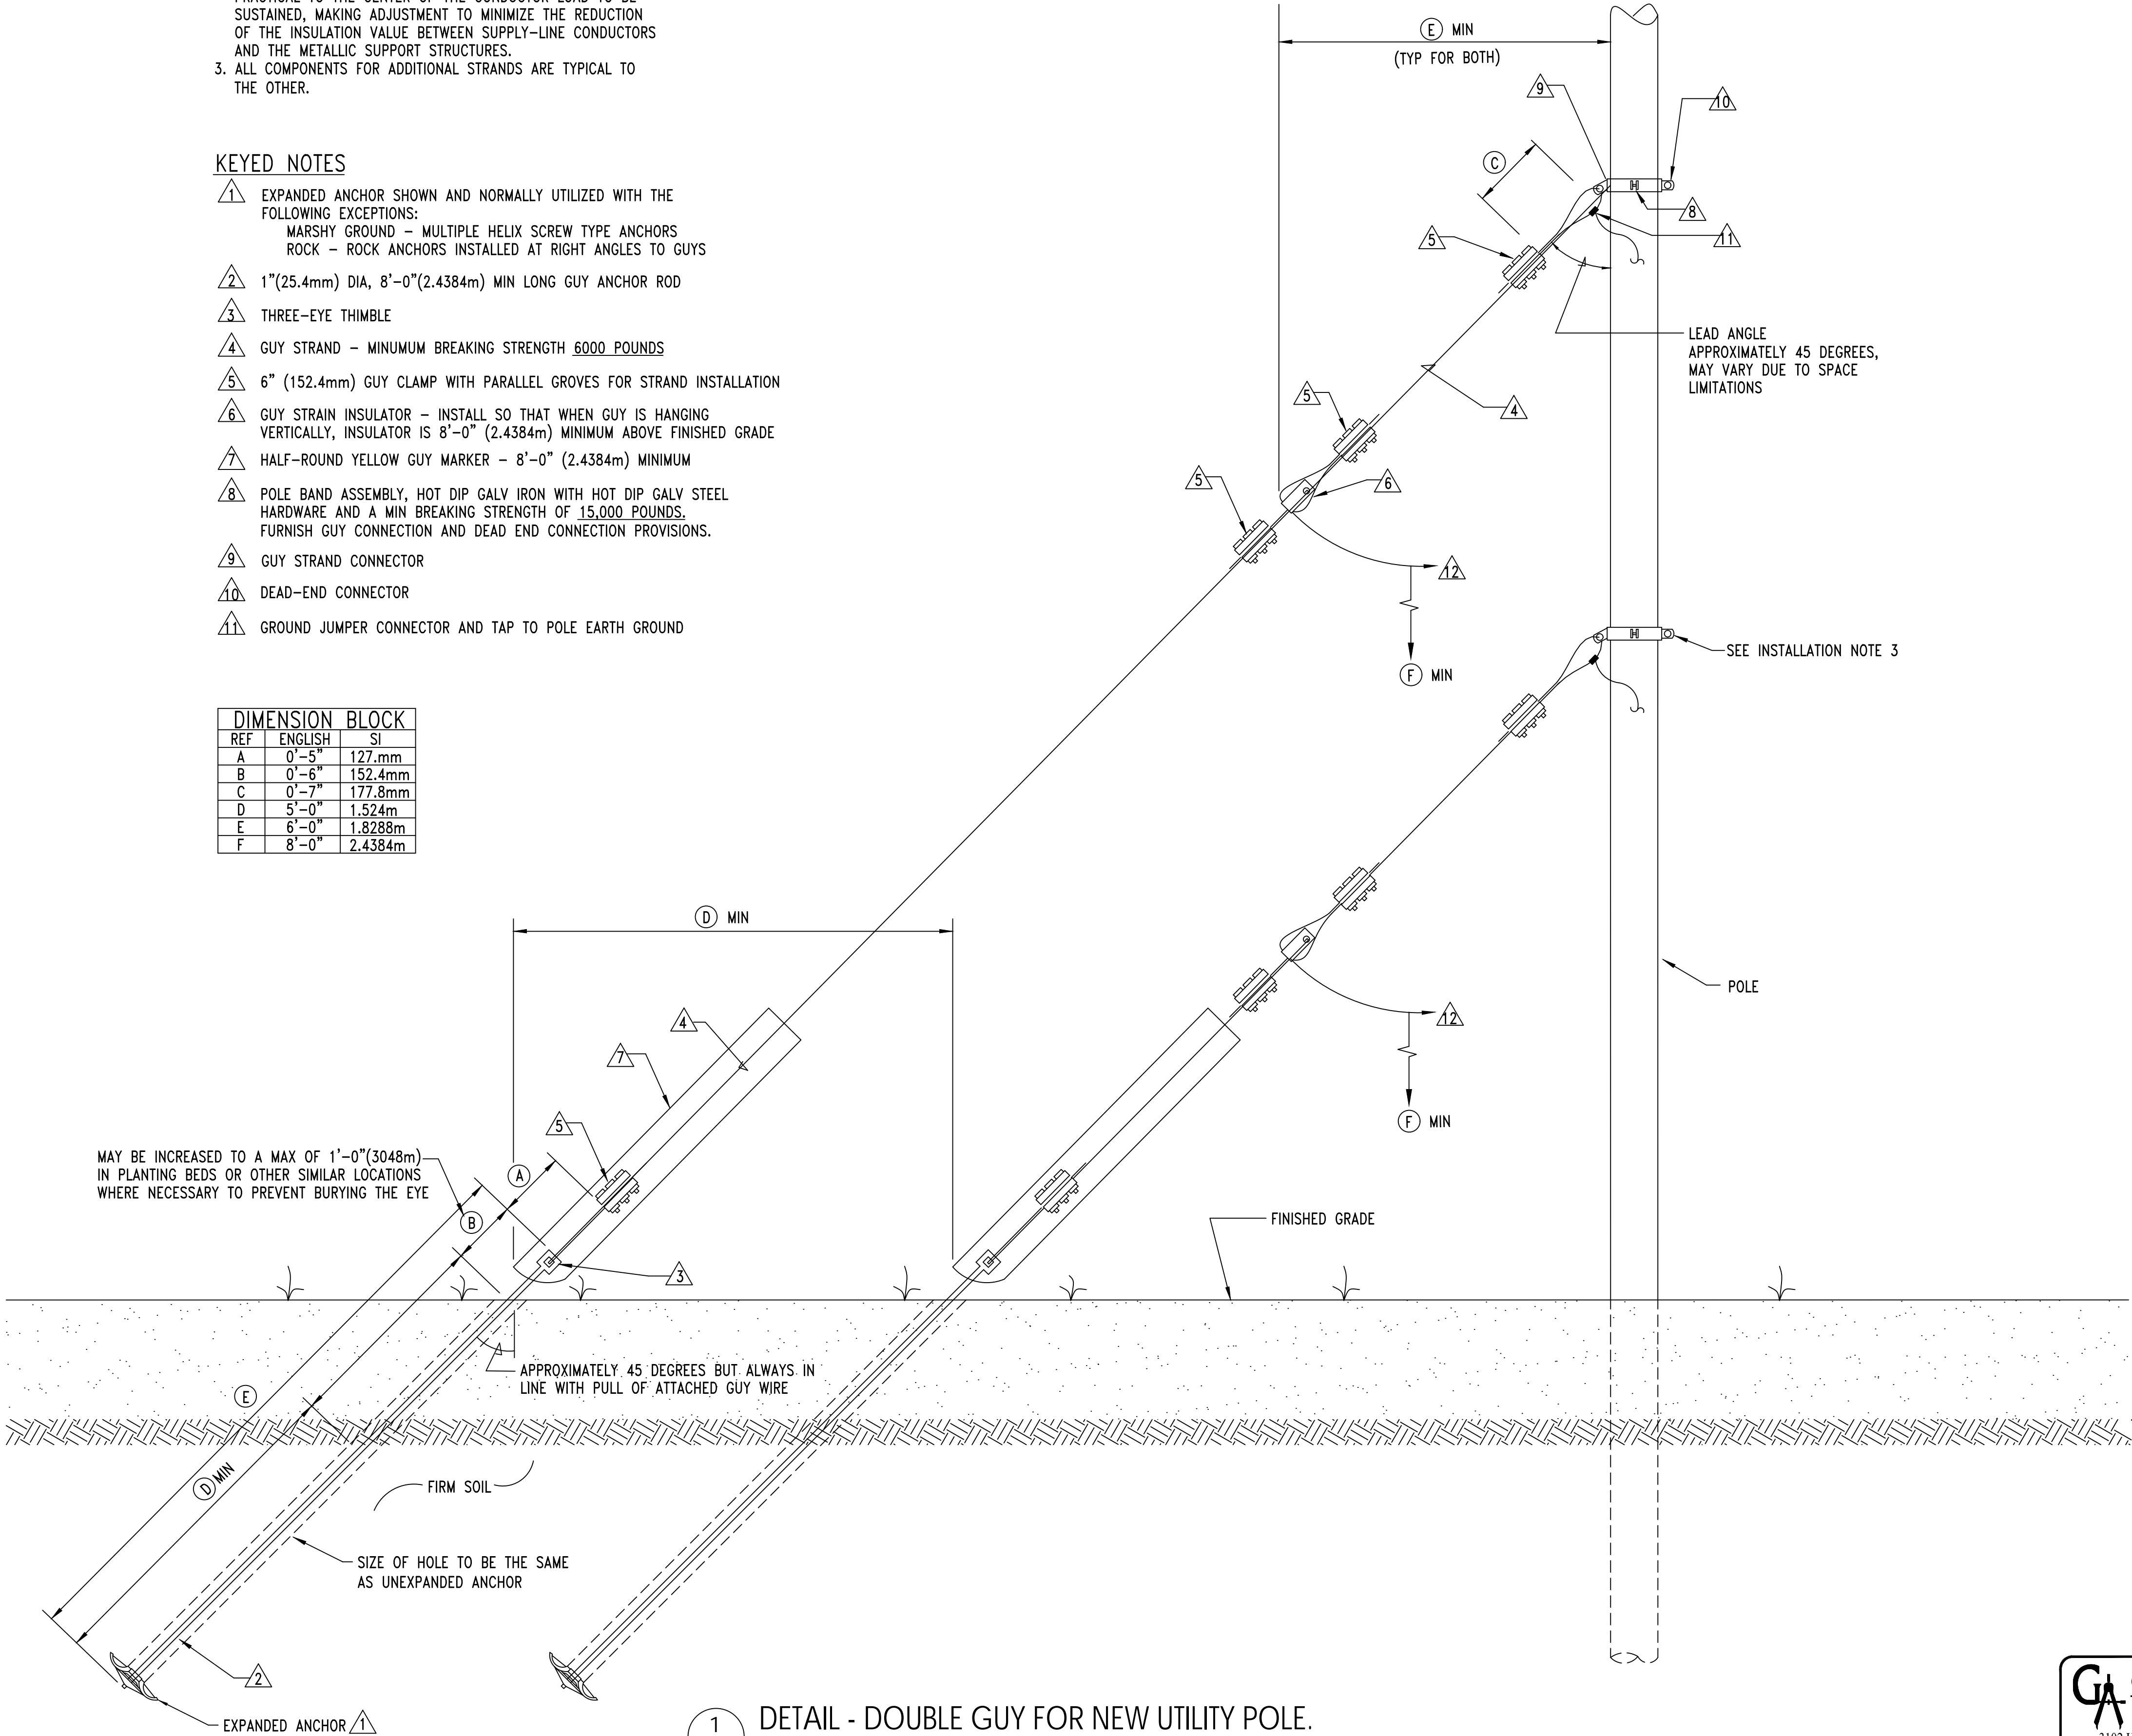 PRACTICAL TO THE CENTER OF THE CONDUCTOR LOAD TO BE
SUSTAINED, MAKING ADJUSTMENT TO MINIMIZE THE REDUCTION
OF THE INSULATION VALUE BETWEEN SUPPLY-LINE CONDUCTORS
AND THE METALLIC SUPPORT STRUCTURES.
3. ALL COMPONENTS FOR ADDITIONAL STRANDS ARE TYPICAL TO
THE OTHER.
KEYED NOTES
1 EXPANDED ANCHOR SHOWN AND NORMALLY UTILIZED WITH THE
FOLLOWING EXCEPTIONS:
MARSHY GROUND - MULTIPLE HELIX SCREW TYPE ANCHORS
ROCK - ROCK ANCHORS INSTALLED AT RIGHT ANGLES TO GUYS
2 1"(25.4mm) DIA, 8'-0"(2.4384m) MIN LONG GUY ANCHOR ROD
3 THREE-EYE THIMBLE
4 GUY STRAND - MINUMUM BREAKING STRENGTH 6000 POUNDS
5 6" (152.4mm) GUY CLAMP WITH PARALLEL GROVES FOR STRAND INSTALLATION
6 GUY STRAIN INSULATOR - INSTALL SO THAT WHEN GUY IS HANGING
VERTICALLY, INSULATOR IS 8'-0" (2.4384m) MINIMUM ABOVE FINISHED GRADE
7 HALF-ROUND YELLOW GUY MARKER - 8'-0" (2.4384m) MINIMUM
8 POLE BAND ASSEMBLY, HOT DIP GALV IRON WITH HOT DIP GALV STEEL
HARDWARE AND A MIN BREAKING STRENGTH OF 15,000 POUNDS.
FURNISH GUY CONNECTION AND DEAD END CONNECTION PROVISIONS.
9 GUY STRAND CONNECTOR
10 DEAD-END CONNECTOR
11 GROUND JUMPER CONNECTOR AND TAP TO POLE EARTH GROUND
DIMENSION BLOCK
REF ENGLISH SI
A 0'-5" 127.mm
B 0'-6" 152.4mm
C 0'-7" 177.8mm
D 5'-0" 1.524m
E 6'-0" 1.8288m
F 8'-0" 2.4384m
E MIN
(TYP FOR BOTH)
9
10
C
8
5
11
LEAD ANGLE
APPROXIMATELY 45 DEGREES,
MAY VARY DUE TO SPACE
LIMITATIONS
5
4
5
6
12
F MIN
SEE INSTALLATION NOTE 3
D MIN
POLE
4
7
12
F MIN
5
MAY BE INCREASED TO A MAX OF 1'-0"(3048m)
IN PLANTING BEDS OR OTHER SIMILAR LOCATIONS
WHERE NECESSARY TO PREVENT BURYING THE EYE
A
B
FINISHED GRADE
3
APPROXIMATELY 45 DEGREES BUT ALWAYS IN
LINE WITH PULL OF ATTACHED GUY WIRE
E
D MIN
FIRM SOIL
SIZE OF HOLE TO BE THE SAME
AS UNEXPANDED ANCHOR
2
EXPANDED ANCHOR 1
1 DETAIL - DOUBLE GUY FOR NEW UTILITY POLE.